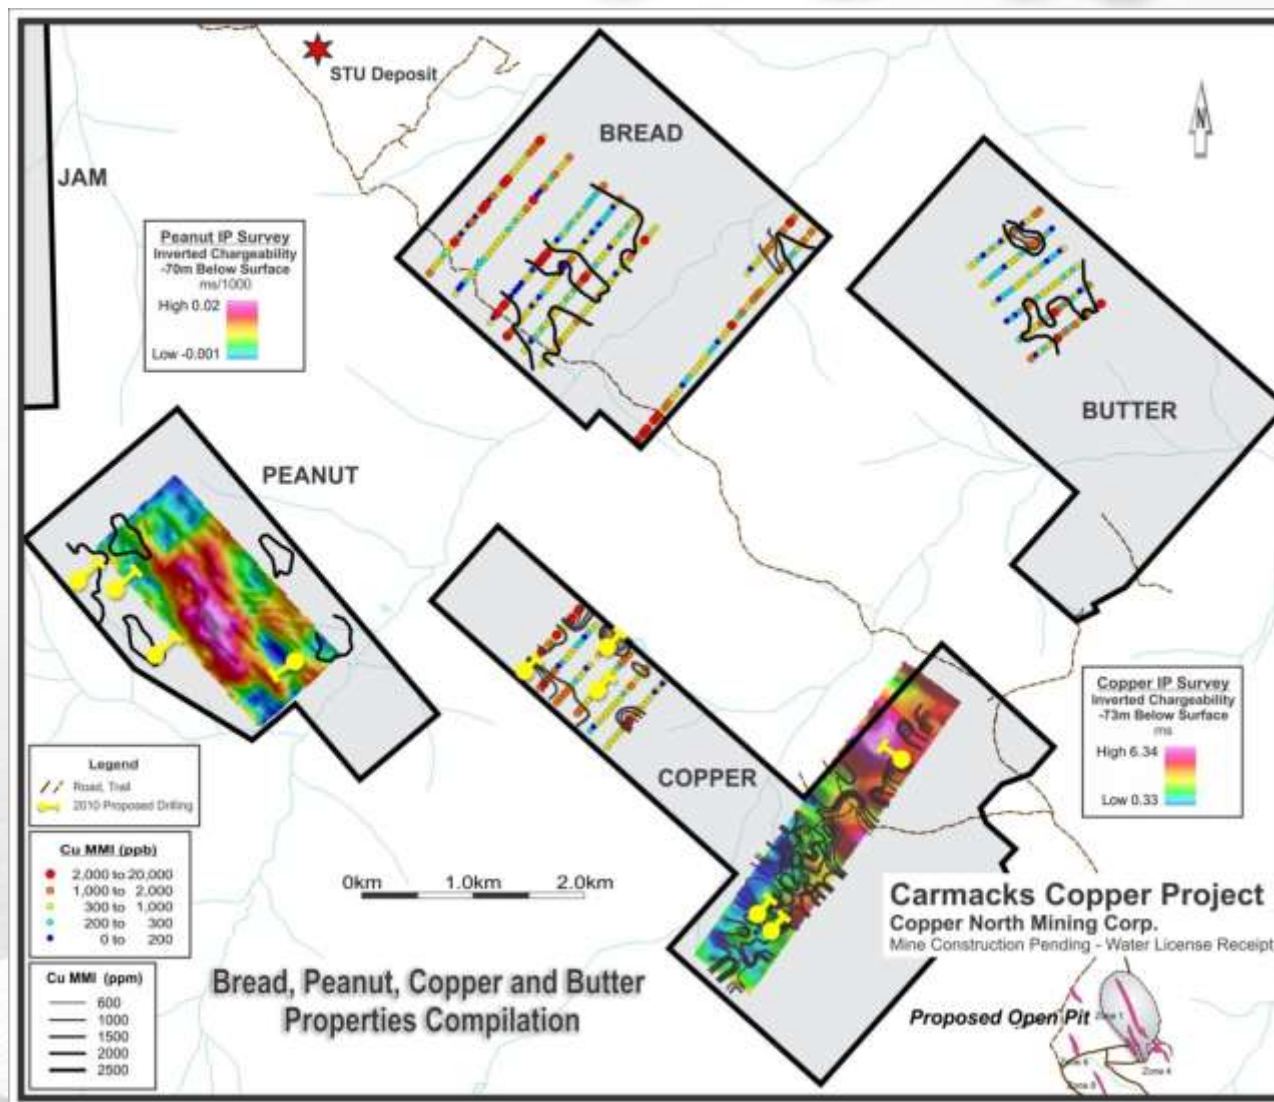 STU Deposit
BREAD
N
JAM
Peanut IP Survey
Inverted Chargeability
-70m Below Surface
ms/1000
High 0.02
Low -0.001
BUTTER
PEANUT
Copper IP Survey
Inverted Chargeability
-73m Below Surface
ms
High 6.34
Low 0.33
COPPER
Legend
Road, Trail
2010 Proposed Drilling
Cu MMI (ppb)
2,000 to 20,000
1,000 to 2,000
300 to 1,000
200 to 300
0 to 200
0km 1.0km 2.0km
Carmacks Copper Project
Copper North Mining Corp.
Mine Construction Pending - Water License Receipt
Cu MMI (ppm)
600
1000
1500
2000
2500
Bread, Peanut, Copper and Butter
Properties Compilation
Proposed Open Pit
Zone 1
Zone 4